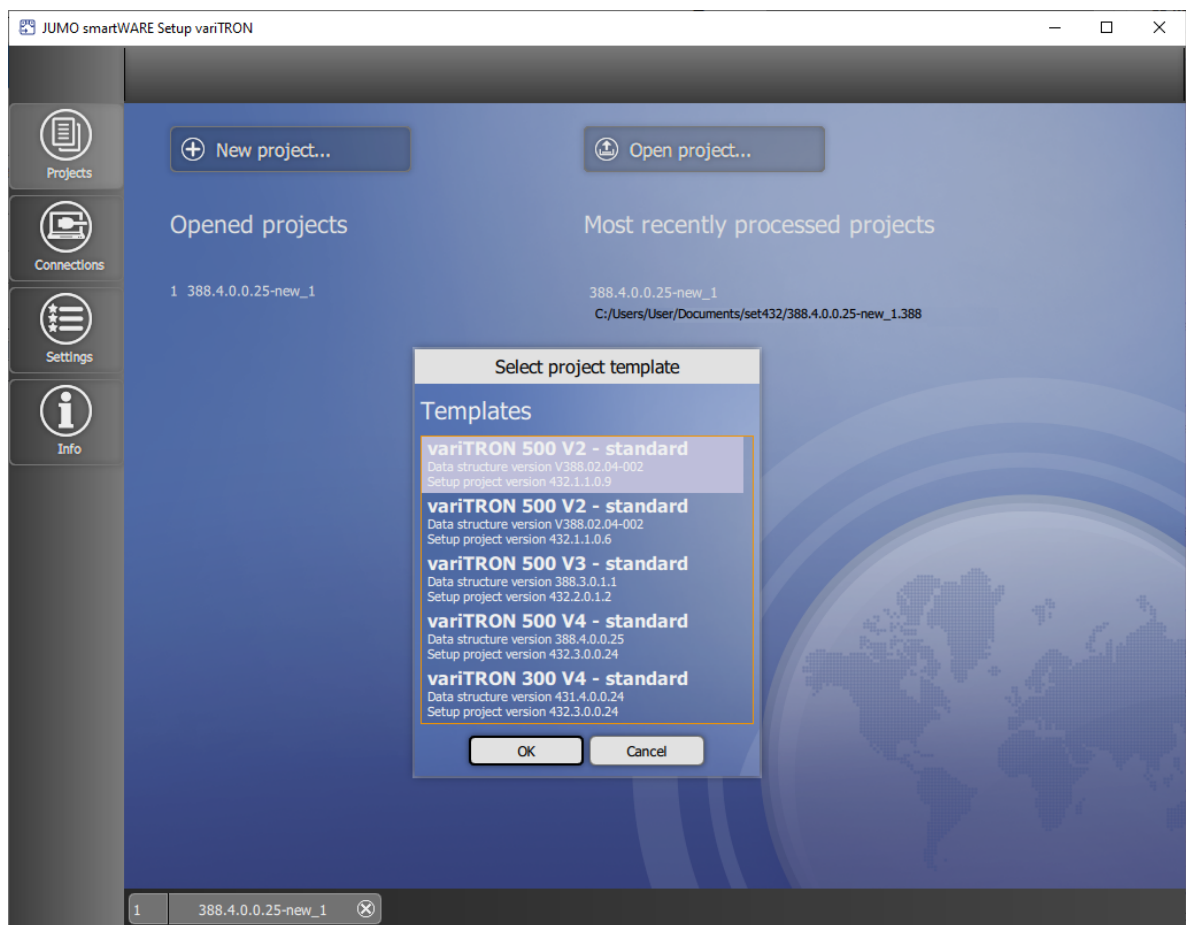 JUMO smartWARE Setup variTRON
Projects
Connections
Settings
Info
New project...
Open project...
Opened projects
Most recently processed projects
1 388.4.0.0.25-new_1
388.4.0.0.25-new_1
C:/Users/User/Documents/set432/388.4.0.0.25-new_1.388
Select project template
Templates
variTRON 500 V2 - standard
Data structure version V388.02.04-002
Setup project version 432.1.1.0.9
variTRON 500 V2 - standard
Data structure version V388.02.04-002
Setup project version 432.1.1.0.6
variTRON 500 V3 - standard
Data structure version 388.3.0.1.1
Setup project version 432.2.0.1.2
variTRON 500 V4 - standard
Data structure version 388.4.0.0.25
Setup project version 432.3.0.0.24
variTRON 300 V4 - standard
Data structure version 431.4.0.0.24
Setup project version 432.3.0.0.24
OK
Cancel
1 388.4.0.0.25-new_1